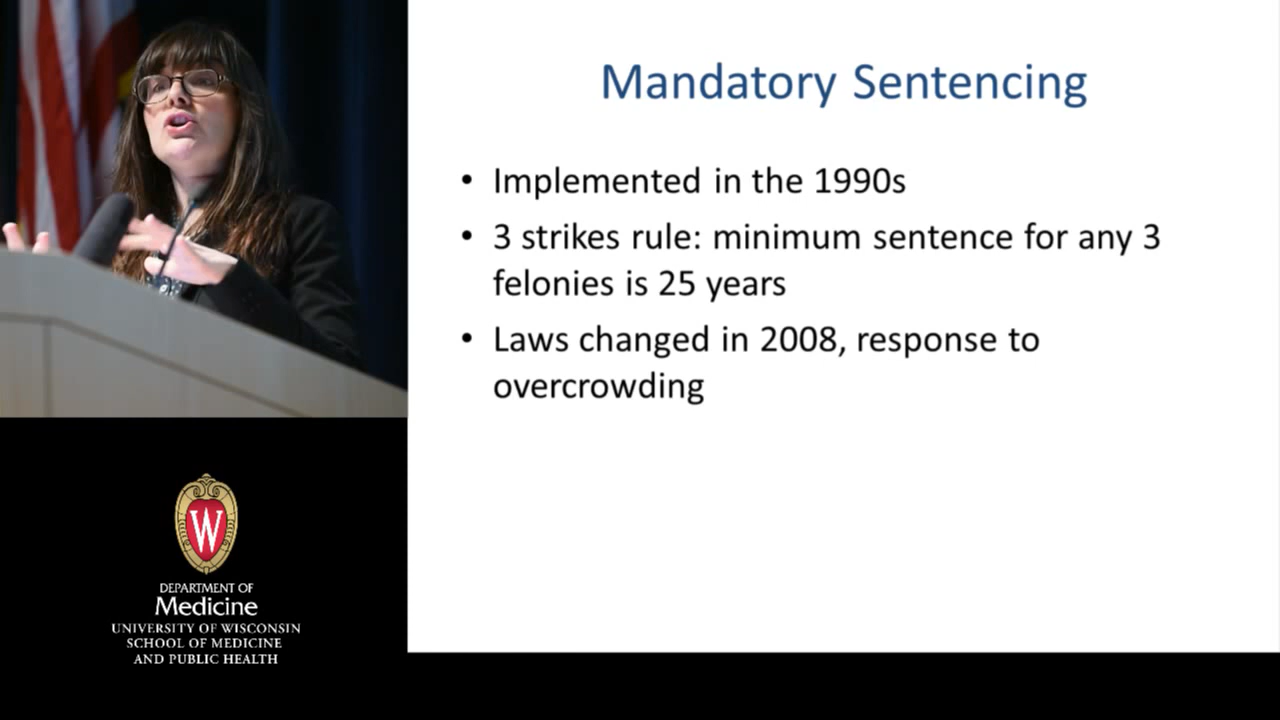 Mandatory Sentencing
• Implemented in the 1990s
• 3 strikes rule: minimum sentence for any 3
felonies is 25 years
• Laws changed in 2008, response to
overcrowding
W
DEPARTMENT OF
Medicine
UNIVERSITY OF WISCONSIN
SCHOOL OF MEDICINE
AND PUBLIC HEALTH